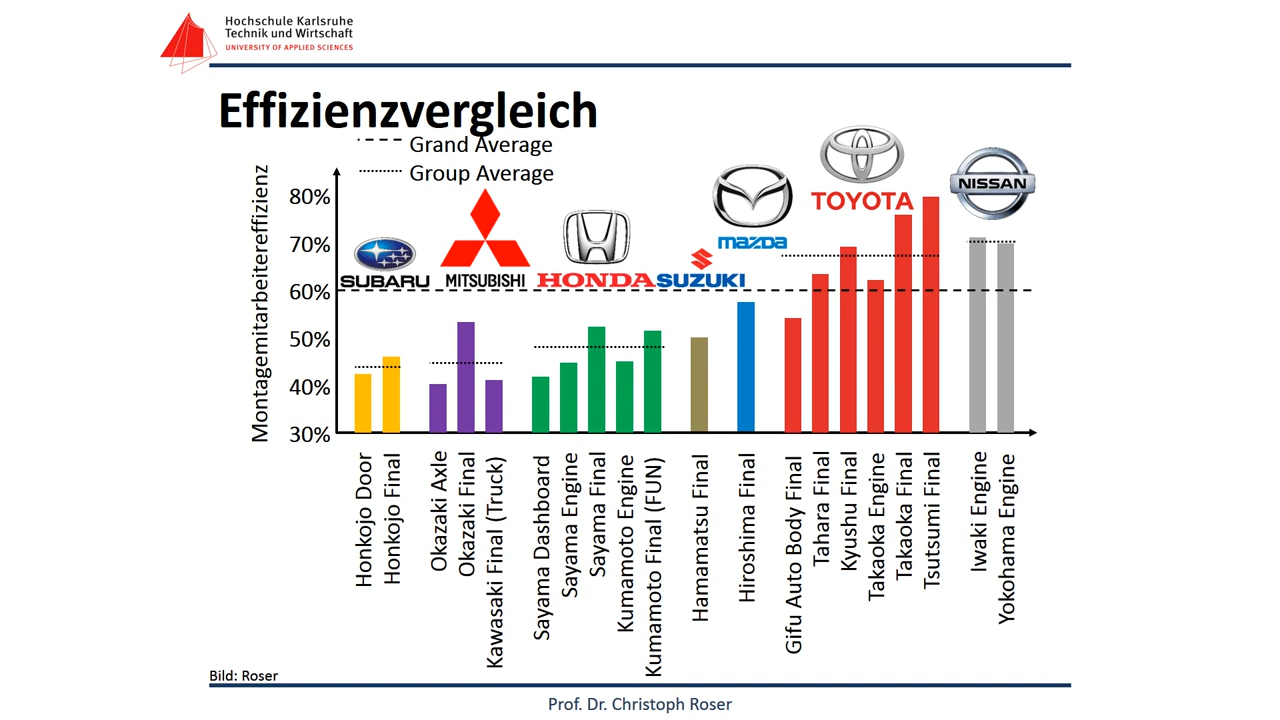 Hochschule Karlsruhe
Technik und Wirtschaft
UNIVERSITY OF APPLIED SCIENCES
Effizienzvergleich
Grand Average
Group Average
Montagemitarbeitereffizienz
80%
70%
60%
50%
40%
30%
SUBARU
MITSUBISHI
HONDA
SUZUKI
mazda
TOYOTA
NISSAN
Honkojo Door
Honkojo Final
Okazaki Axle
Okazaki Final
Kawasaki Final (Truck)
Sayama Dashboard
Sayama Engine
Sayama Final
Kumamoto Engine
Kumamoto Final (FUN)
Hamamatsu Final
Hiroshima Final
Gifu Auto Body Final
Tahara Final
Kyushu Final
Takaoka Engine
Takaoka Final
Tsutsumi Final
Iwaki Engine
Yokohama Engine
Bild: Roser
Prof. Dr. Christoph Roser